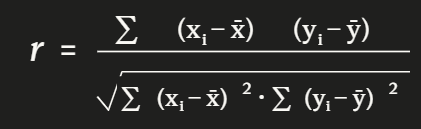 r = ∑ (xᵢ − x̄) (yᵢ − ȳ) / √ ∑ (xᵢ − x̄) ² · ∑ (yᵢ − ȳ) ²